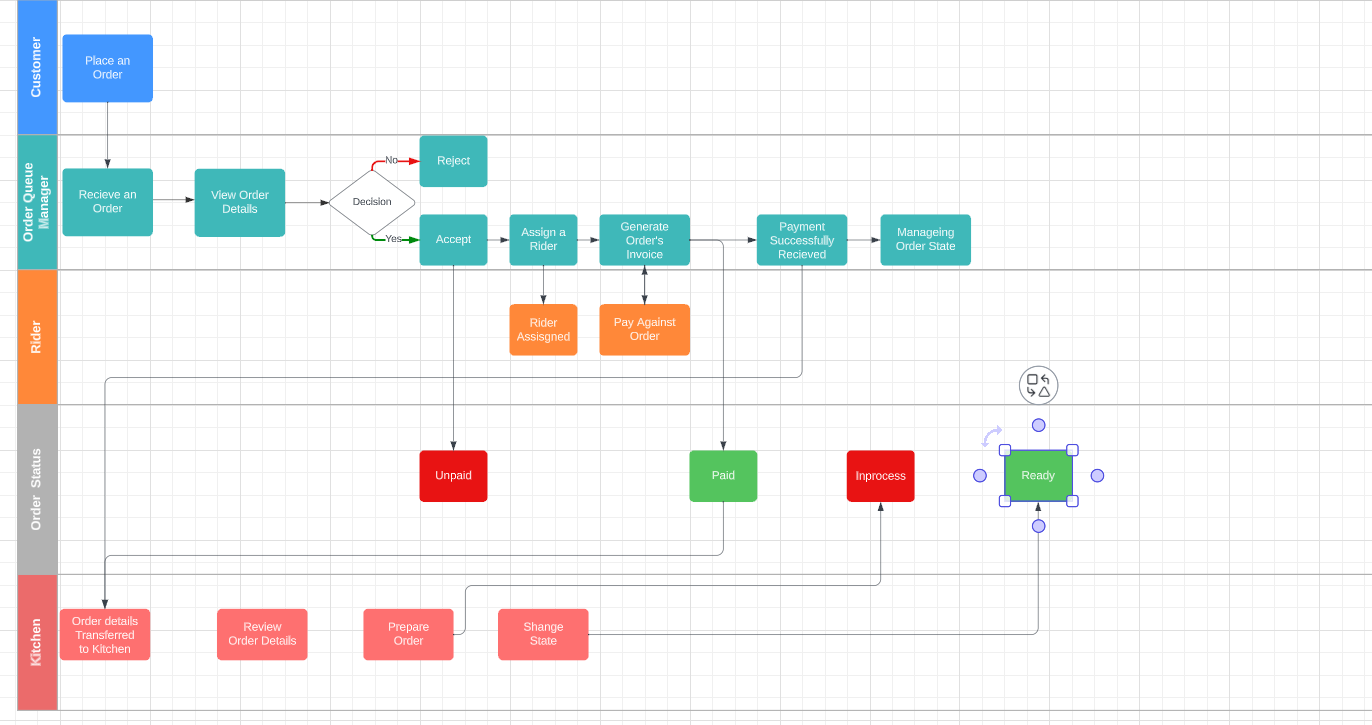 Customer
Place an
Order
Order Queue
Manager
Recieve an
Order
View Order
Details
Decision
No
Reject
Yes
Accept
Assign a
Rider
Generate
Order's
Invoice
Payment
Successfully
Recieved
Manageing
Order State
Rider
Rider
Assisgned
Pay Against
Order
Order Status
Unpaid
Paid
Inprocess
Ready
Kitchen
Order details
Transferred
to KItchen
Review
Order Details
Prepare
Order
Shange
State